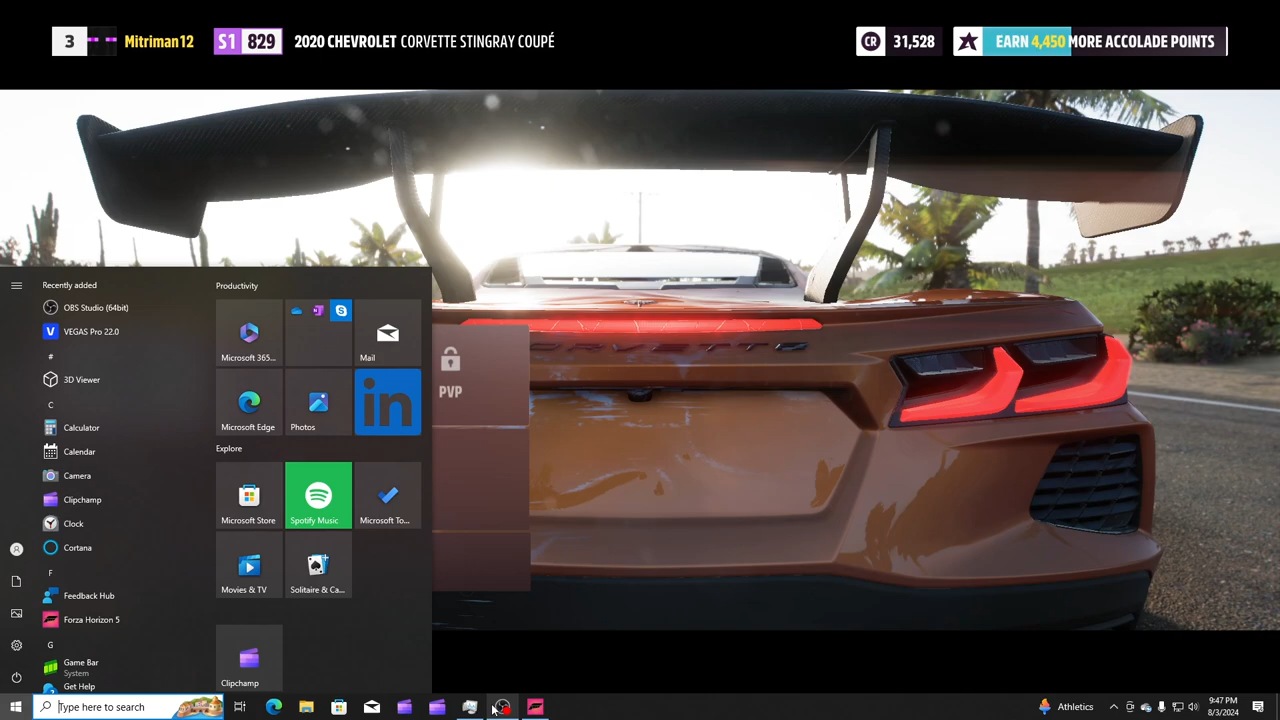 3 Mitriman12 S1 829 2020 CHEVROLET CORVETTE STINGRAY COUPÉ CR 31,528 EARN 4,450 MORE ACCOLADE POINTS
Recently added
OBS Studio (64bit)
VEGAS Pro 22.0
#
3D Viewer
C
Calculator
Calendar
Camera
Clipchamp
Clock
Cortana
F
Feedback Hub
Forza Horizon 5
G
Game Bar
System
Get Help
Productivity
Microsoft 365...
Mail
Microsoft Edge
Photos
in
Explore
Microsoft Store
Spotify Music
Microsoft To...
Movies & TV
Solitaire & Ca...
Clipchamp
PVP
Type here to search
Athletics
9:47 PM
8/3/2024